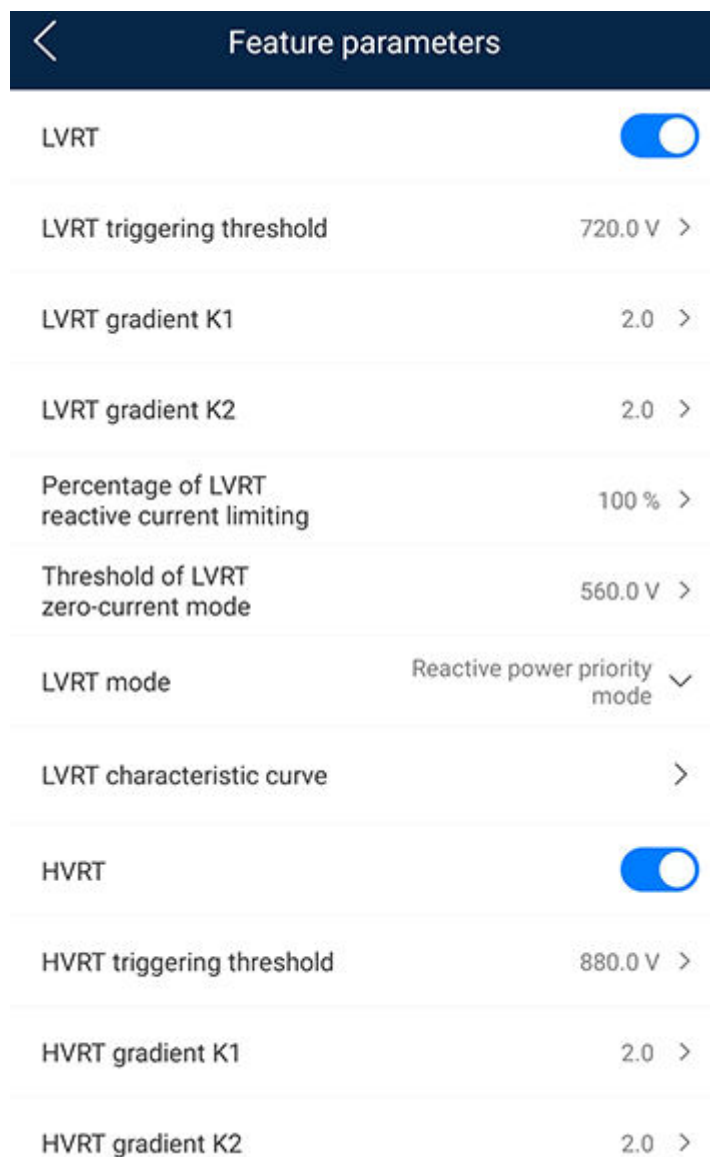 Feature parameters
LVRT
LVRT triggering threshold 720.0 V
LVRT gradient K1 2.0
LVRT gradient K2 2.0
Percentage of LVRT
reactive current limiting 100 %
Threshold of LVRT
zero-current mode 560.0 V
LVRT mode Reactive power priority
mode
LVRT characteristic curve
HVRT
HVRT triggering threshold 880.0 V
HVRT gradient K1 2.0
HVRT gradient K2 2.0